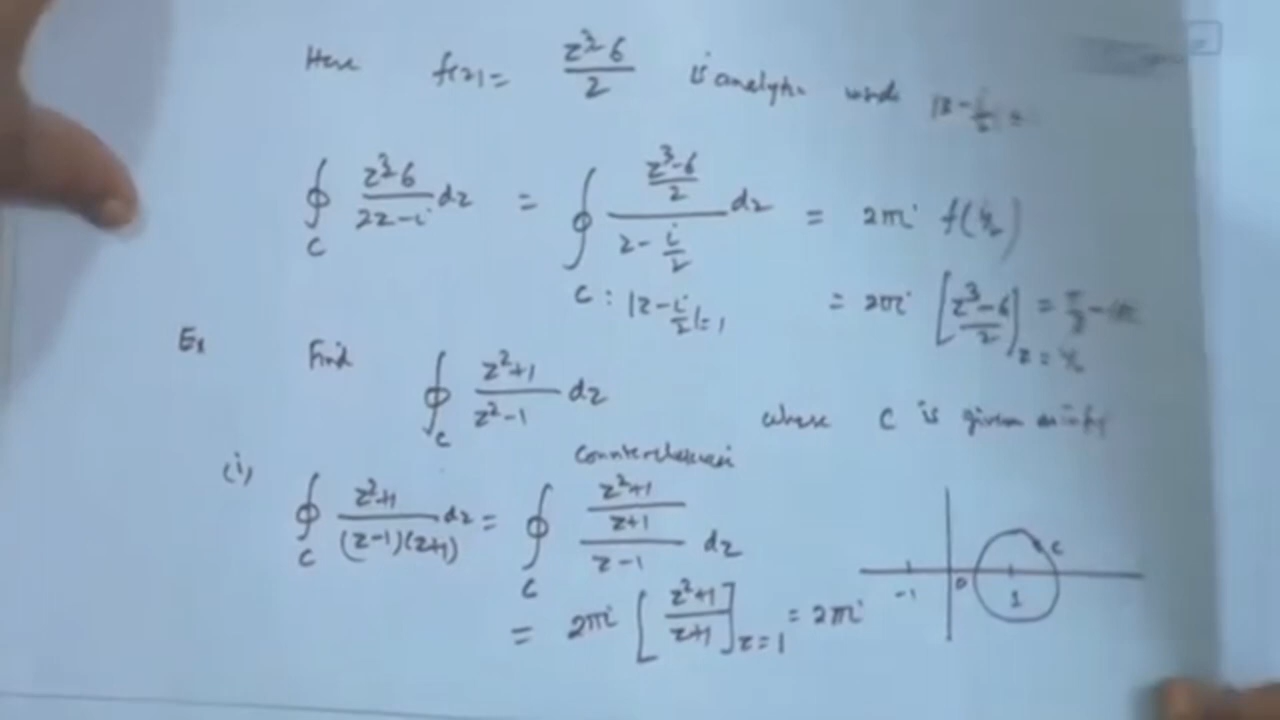 Here f(z) = z³-6/2 is analytic |z - i/2| =
∮_C z³-6/2z-i dz = ∮ (z³-6/2)/(z - i/2) dz = 2πi f(i/2)
C : |z - i/2| = 1 = 2πi [z³-6/2]_z = i/2 = π/8 -
Ex Find ∮_C z²+1/z²-1 dz where C is given
(i) ∮_C z²+1/(z-1)(z+1) dz = ∮_C (z²+1/z+1)/(z-1) dz
= 2πi [z²+1/z+1]_z=1 = 2πi
-1 0 1 C